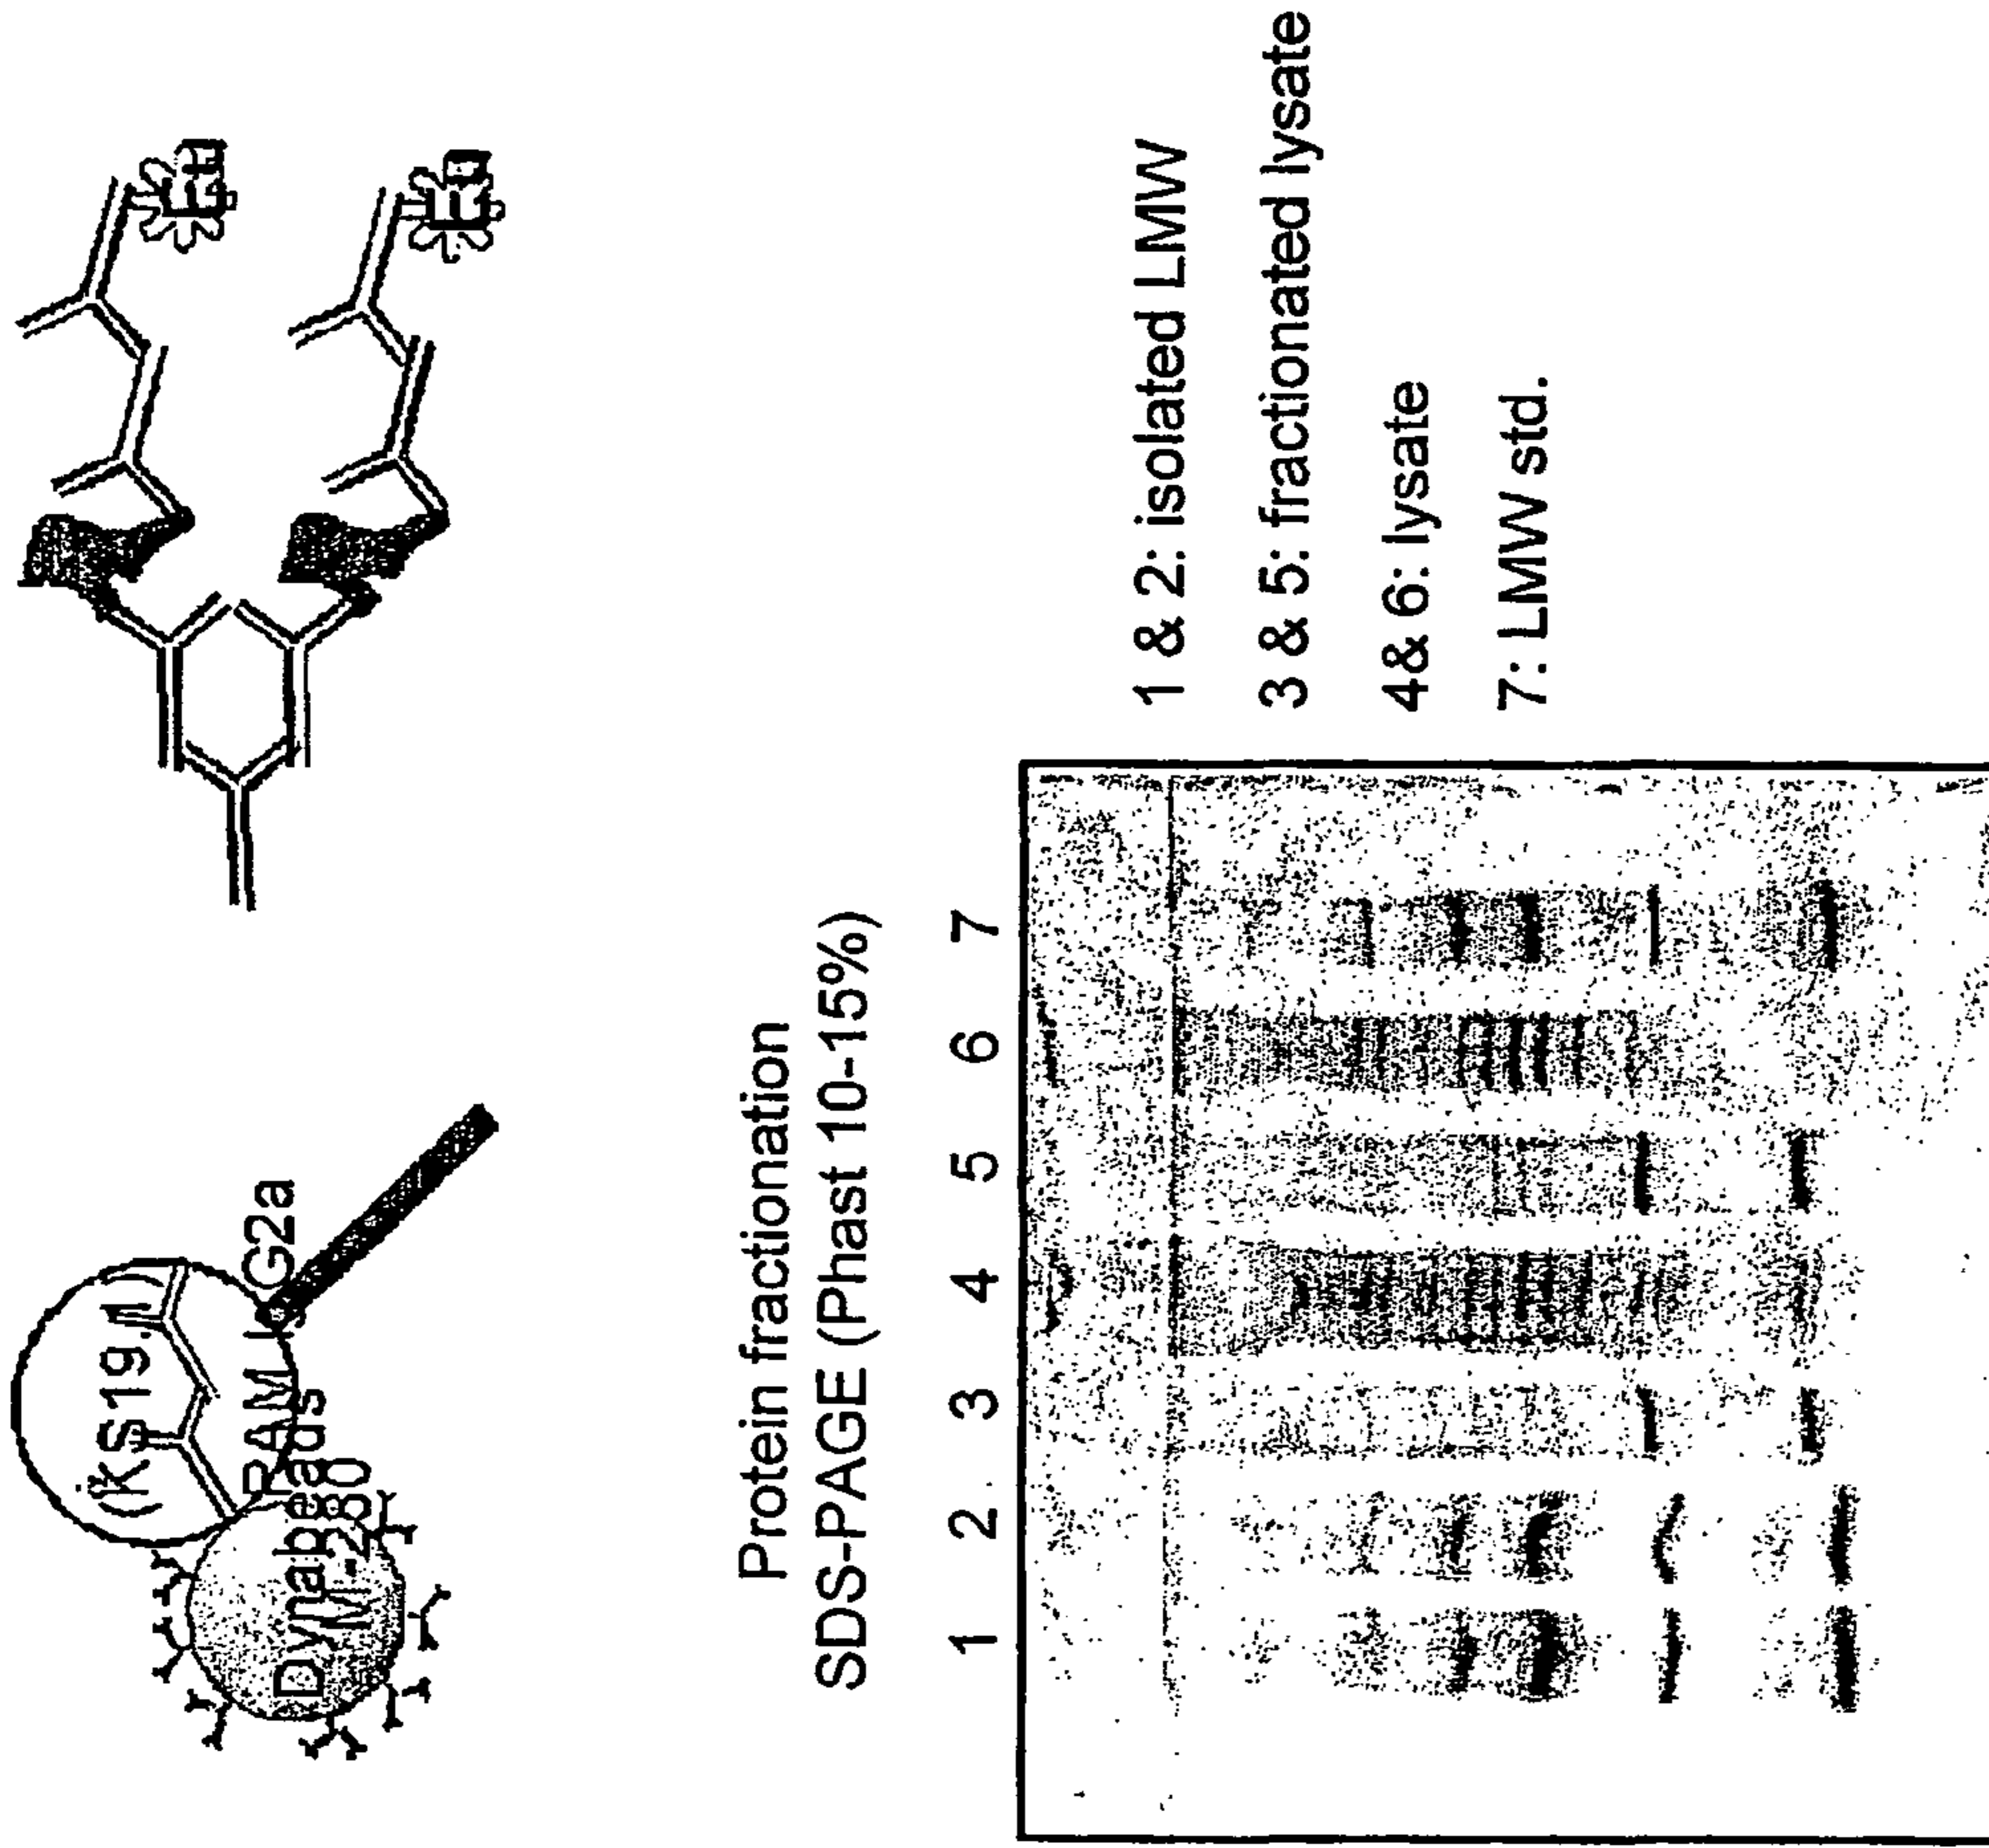 (Ks19.1)
PAM IgG2a
Dynabeads
M-280
Protein fractionation
SDS-PAGE (Phast 10-15%)
1 2 3 4 5 6 7
1 & 2: isolated LMW
3 & 5: fractionated lysate
4& 6: lysate
7: LMW std.